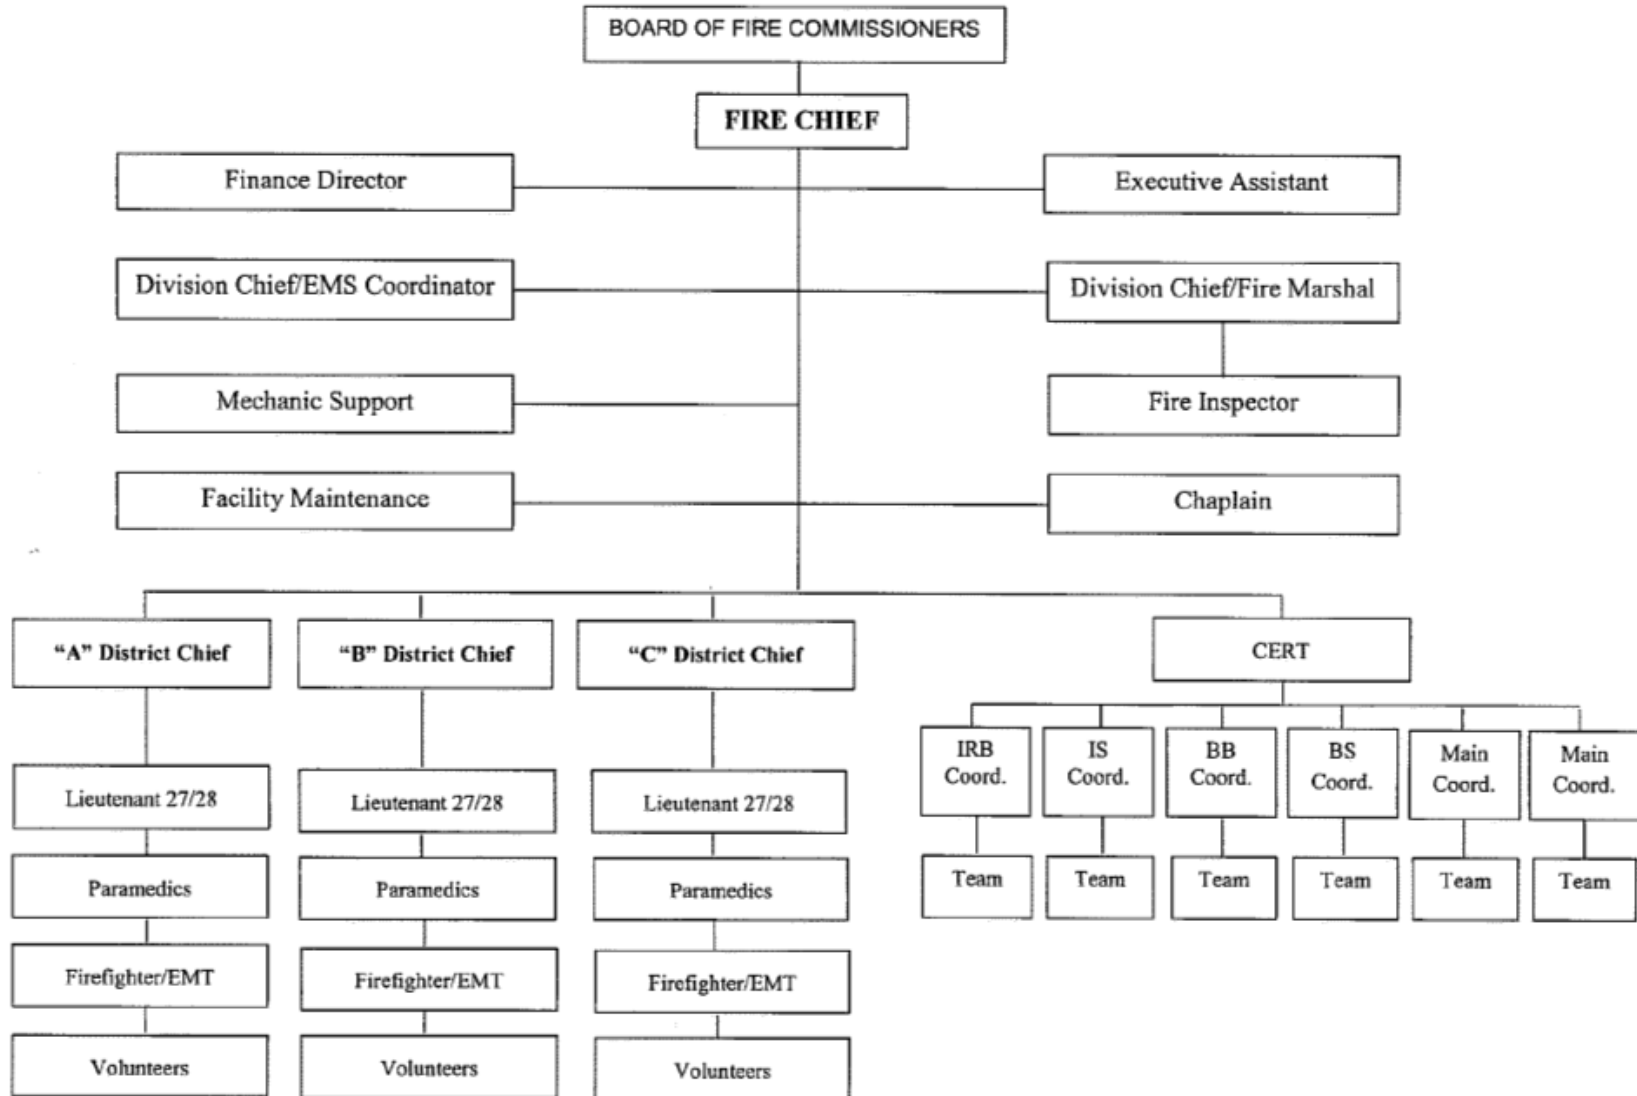 BOARD OF FIRE COMMISSIONERS
FIRE CHIEF
Finance Director
Executive Assistant
Division Chief/EMS Coordinator
Division Chief/Fire Marshal
Mechanic Support
Fire Inspector
Facility Maintenance
Chaplain
“A” District Chief
“B” District Chief
“C” District Chief
CERT
IRB
Coord.
IS
Coord.
BB
Coord.
BS
Coord.
Main
Coord.
Main
Coord.
Lieutenant 27/28
Lieutenant 27/28
Lieutenant 27/28
Paramedics
Paramedics
Paramedics
Team
Team
Team
Team
Team
Team
Firefighter/EMT
Firefighter/EMT
Firefighter/EMT
Volunteers
Volunteers
Volunteers